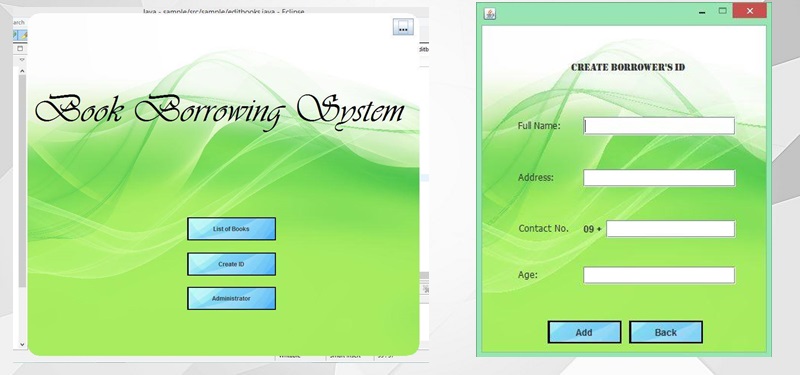 Java - sample/src/sample/editbooks.java - Eclipse
arch
...
Book Borrowing System
List of Books
Create ID
Administrator
CREATE BORROWER'S ID
Full Name:
Address:
Contact No. 09 +
Age:
Add Back